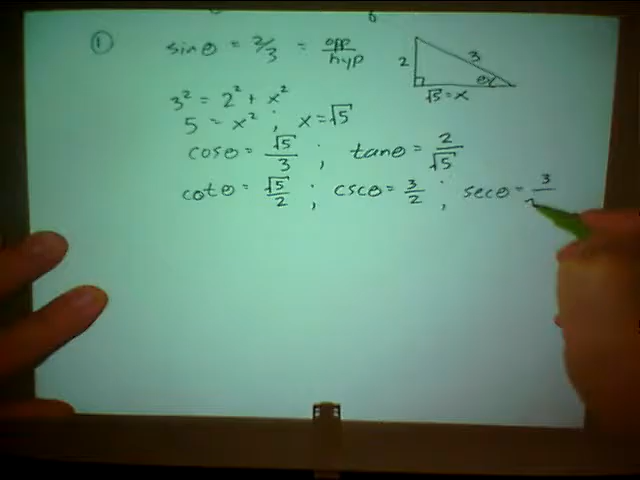 ① sinθ = 2/3 = opp/hyp
2
3
θ
√5 = x
3² = 2² + x²
5 = x² ; x = √5
cosθ = √5/3 ; tanθ = 2/√5
cotθ = √5/2 ; cscθ = 3/2 ; secθ = 3/